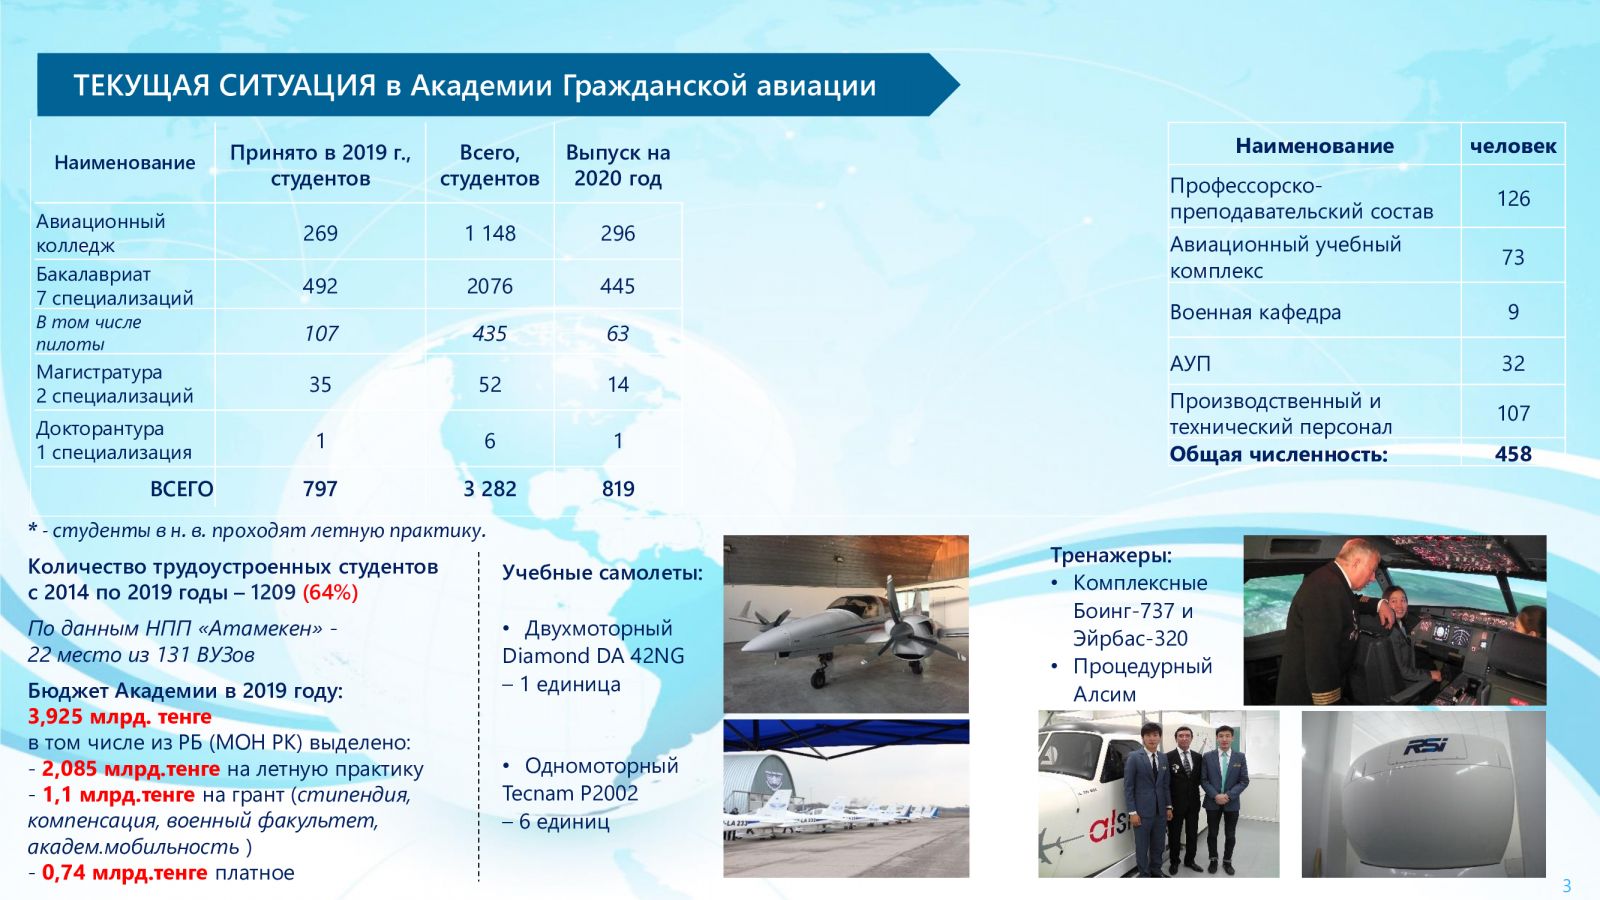 ТЕКУЩАЯ СИТУАЦИЯ в Академии Гражданской авиации
Наименование
Принято в 2019 г.,
студентов
Всего,
студентов
Выпуск на
2020 год
Авиационный
колледж
269
1 148
296
Бакалавриат
7 специализаций
492
2076
445
В том числе
пилоты
107
435
63
Магистратура
2 специализаций
35
52
14
Докторантура
1 специализация
1
6
1
ВСЕГО
797
3 282
819
* - студенты в н. в. проходят летную практику.
Наименование
человек
Профессорско-
преподавательский состав
126
Авиационный учебный
комплекс
73
Военная кафедра
9
АУП
32
Производственный и
технический персонал
107
Общая численность:
458
Количество трудоустроенных студентов
с 2014 по 2019 годы – 1209 (64%)
По данным НПП «Атамекен» -
22 место из 131 ВУЗов
Бюджет Академии в 2019 году:
3,925 млрд. тенге
в том числе из РБ (МОН РК) выделено:
- 2,085 млрд.тенге на летную практику
- 1,1 млрд.тенге на грант (стипендия,
компенсация, военный факультет,
академ.мобильность )
- 0,74 млрд.тенге платное
Учебные самолеты:
• Двухмоторный
Diamond DA 42NG
– 1 единица
• Одномоторный
Tecnam P2002
– 6 единиц
Тренажеры:
• Комплексные
Боинг-737 и
Эйрбас-320
• Процедурный
Алсим
RSi
3